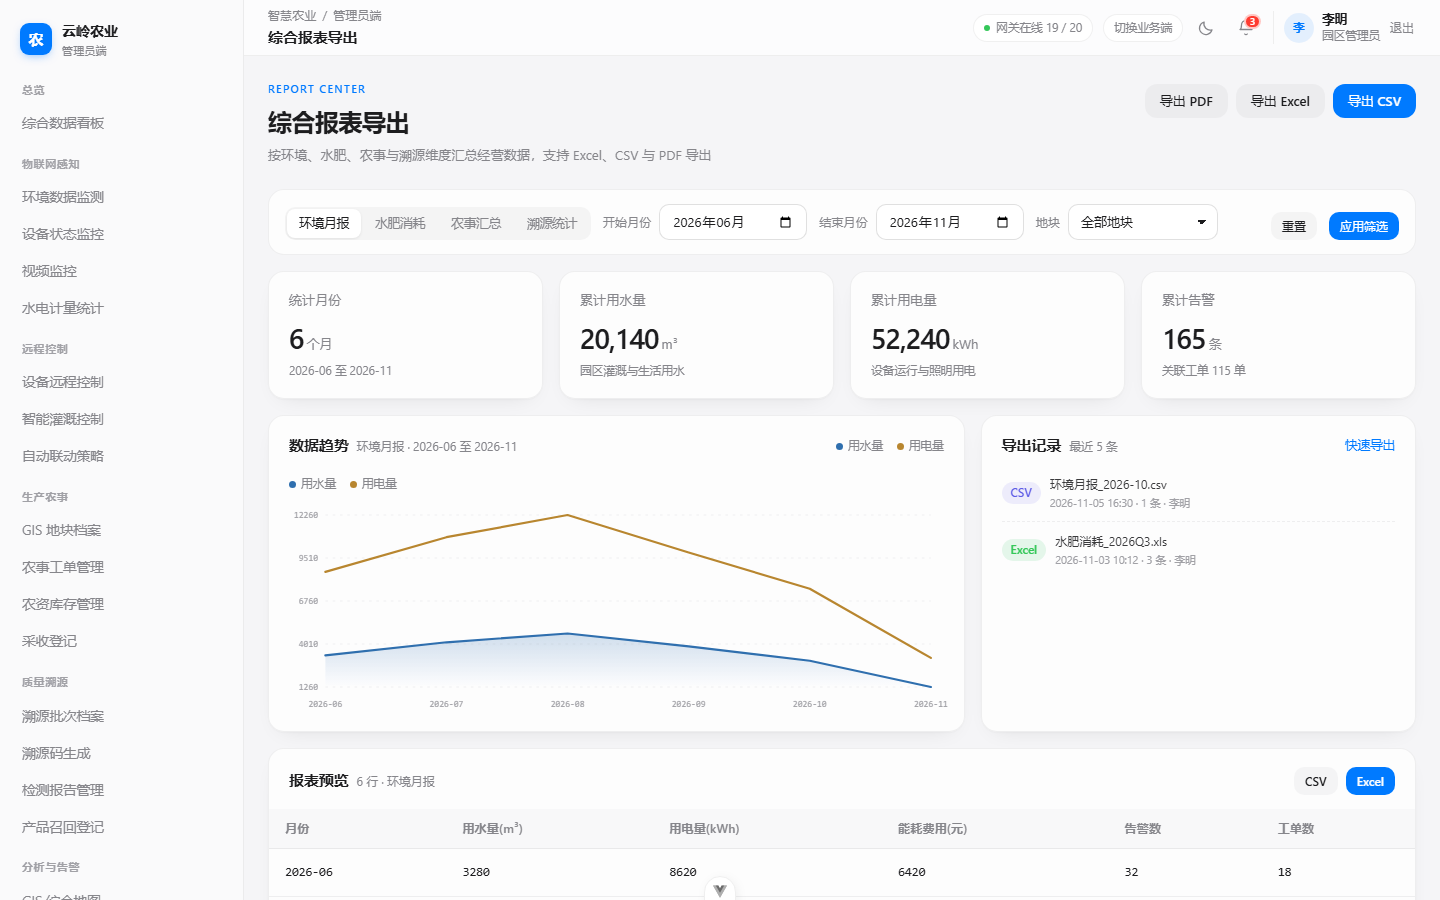 农
云岭农业
管理员端
总览
综合数据看板
物联网感知
环境数据监测
设备状态监控
视频监控
水电计量统计
远程控制
设备远程控制
智能灌溉控制
自动联动策略
生产农事
GIS 地块档案
农事工单管理
农资库存管理
采收登记
质量溯源
溯源批次档案
溯源码生成
检测报告管理
产品召回登记
分析与告警
GIS 综合地图
智慧农业 / 管理员端
综合报表导出
网关在线 19 / 20
切换业务端
3
李
李明
园区管理员
退出
REPORT CENTER
综合报表导出
按环境、水肥、农事与溯源维度汇总经营数据，支持 Excel、CSV 与 PDF 导出
导出 PDF
导出 Excel
导出 CSV
环境月报 水肥消耗 农事汇总 溯源统计 开始月份 2026年06月 结束月份 2026年11月 地块 全部地块
重置 应用筛选
统计月份
6 个月
2026-06 至 2026-11
累计用水量
20,140 m³
园区灌溉与生活用水
累计用电量
52,240 kWh
设备运行与照明用电
累计告警
165 条
关联工单 115 单
数据趋势 环境月报 · 2026-06 至 2026-11
用水量 用电量
用水量 用电量
12260
9510
6760
4010
1260
2026-06 2026-07 2026-08 2026-09 2026-10 2026-11
导出记录 最近 5 条
快速导出
CSV
环境月报_2026-10.csv
2026-11-05 16:30 · 1 条 · 李明
Excel
水肥消耗_2026Q3.xls
2026-11-03 10:12 · 3 条 · 李明
报表预览 6 行 · 环境月报
CSV Excel
月份 用水量(m³) 用电量(kWh) 能耗费用(元) 告警数 工单数
2026-06 3280 8620 6420 32 18